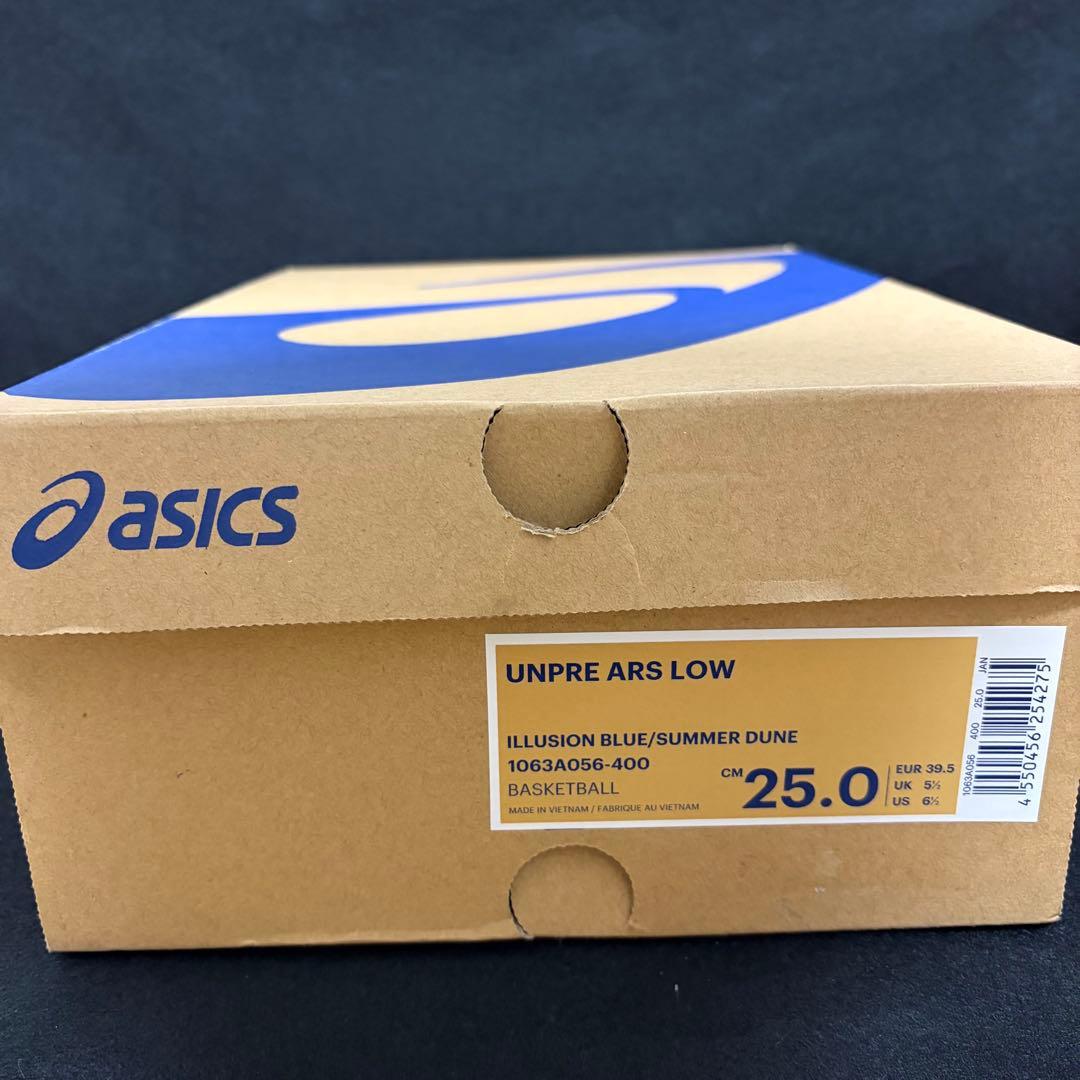 asics
UNPRE ARS LOW
ILLUSION BLUE/SUMMER DUNE
1063A056-400
BASKETBALL
MADE IN VIETNAM / FABRIQUE AU VIETNAM
CM 25.0
EUR 39.5
UK 5½
US 6½
1063A056 400 25.0 JAN
4 550456 254275